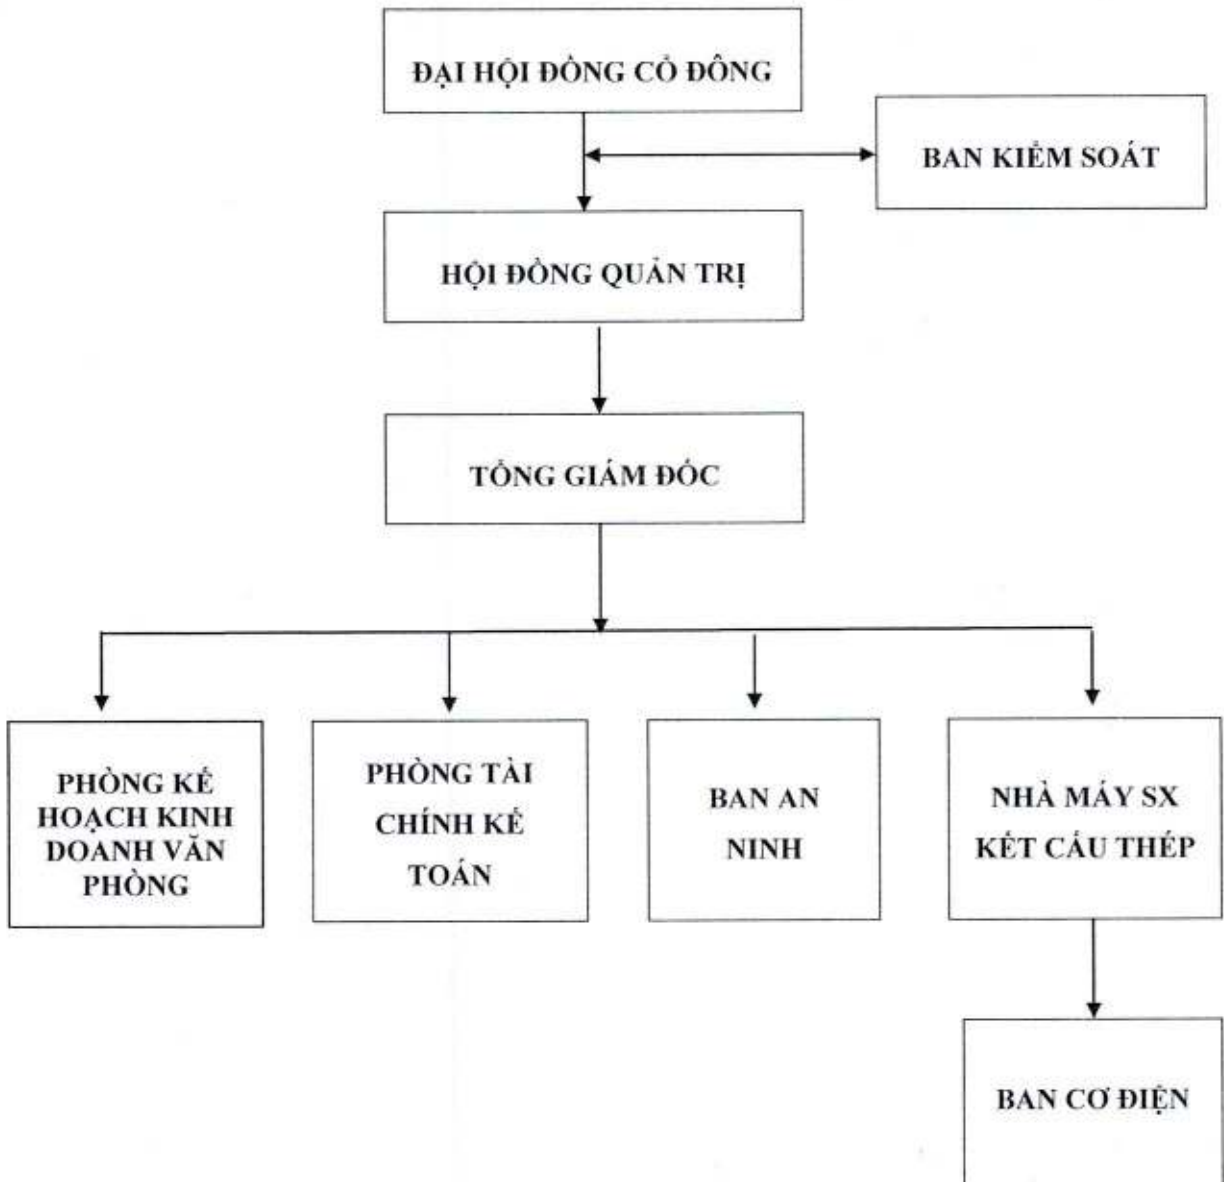 ĐẠI HỘI ĐỒNG CỔ ĐÔNG
BAN KIỂM SOÁT
HỘI ĐỒNG QUẢN TRỊ
TỔNG GIÁM ĐỐC
PHÒNG KẾ
HOẠCH KINH
DOANH VĂN
PHÒNG
PHÒNG TÀI
CHÍNH KẾ
TOÁN
BAN AN
NINH
NHÀ MÁY SX
KẾT CẤU THÉP
BAN CƠ ĐIỆN